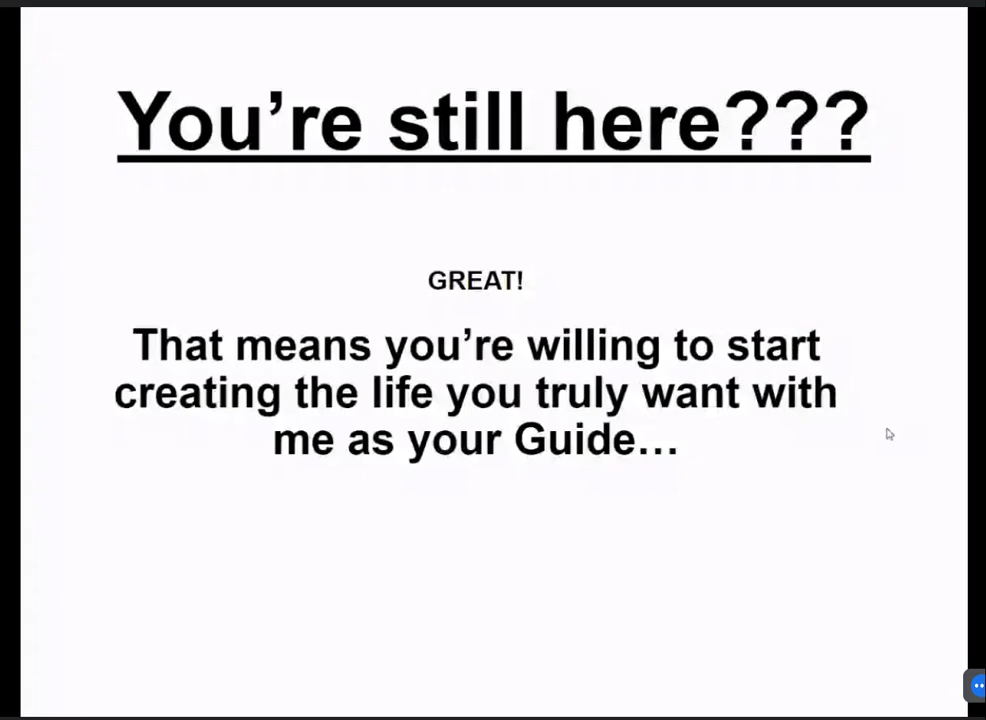 You’re still here???
GREAT!
That means you’re willing to start
creating the life you truly want with
me as your Guide…